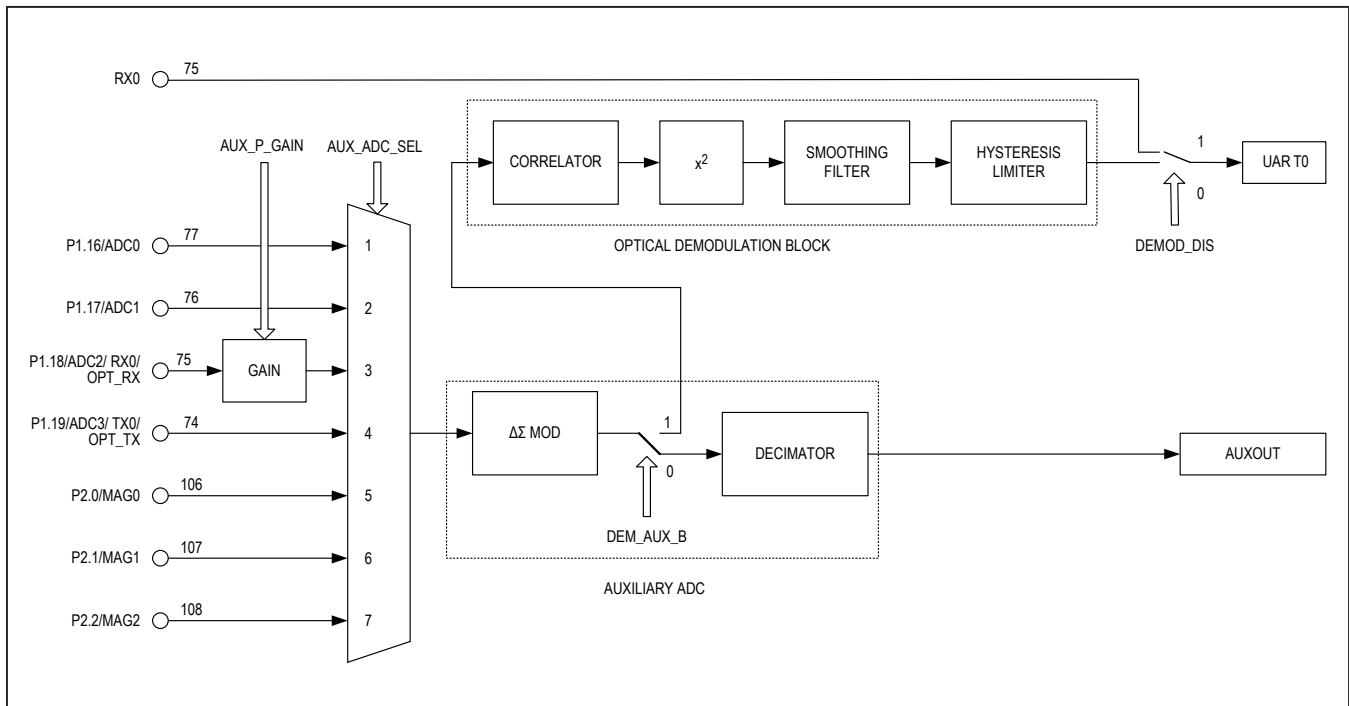 RX0
75
AUX_P_GAIN
AUX_ADC_SEL
CORRELATOR
x²
SMOOTHING
FILTER
HYSTERESIS
LIMITER
1
0
UAR T0
OPTICAL DEMODULATION BLOCK
DEMOD_DIS
P1.16/ADC0
77
1
P1.17/ADC1
76
2
P1.18/ADC2/ RX0/
OPT_RX
75
GAIN
3
P1.19/ADC3/ TX0/
OPT_TX
74
4
P2.0/MAG0
106
5
P2.1/MAG1
107
6
P2.2/MAG2
108
7
ΔΣ MOD
1
0
DECIMATOR
AUXOUT
DEM_AUX_B
AUXILIARY ADC